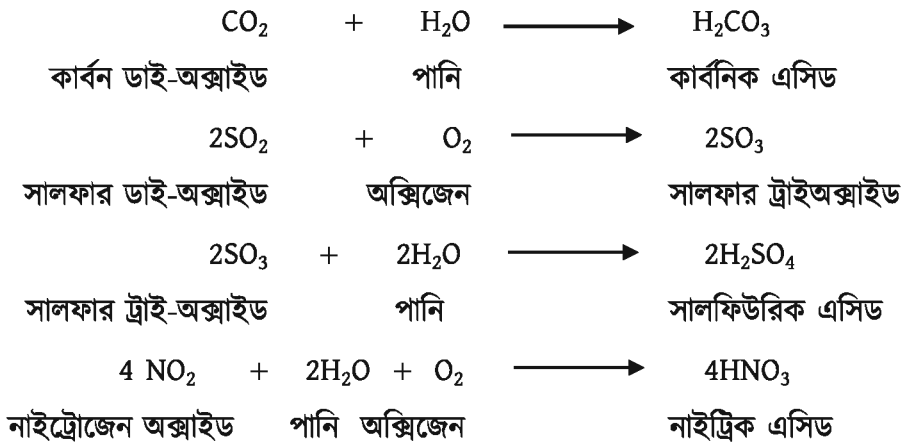 CO₂ + H₂O ⟶ H₂CO₃
কার্বন ডাই-অক্সাইড পানি কার্বনিক এসিড
2SO₂ + O₂ ⟶ 2SO₃
সালফার ডাই-অক্সাইড অক্সিজেন সালফার ট্রাইঅক্সাইড
2SO₃ + 2H₂O ⟶ 2H₂SO₄
সালফার ট্রাই-অক্সাইড পানি সালফিউরিক এসিড
4 NO₂ + 2H₂O + O₂ ⟶ 4HNO₃
নাইট্রোজেন অক্সাইড পানি অক্সিজেন নাইট্রিক এসিড